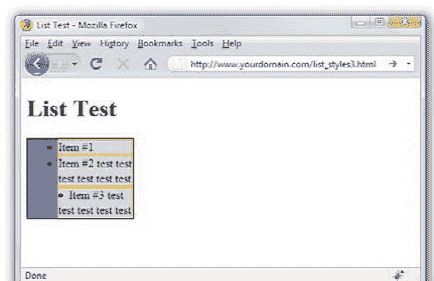 List Test - Mozilla Firefox
File Edit View History Bookmarks Tools Help
http://www.yourdomain.com/list_styles3.html
List Test
• Item #1
• Item #2 test test
test test test test
• Item #3 test
test test test test
Done